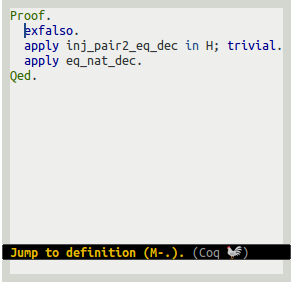 Proof.
exfalso.
apply inj_pair2_eq_dec in H; trivial.
apply eq_nat_dec.
Qed.
Jump to definition (M-.). (Coq 🐓)